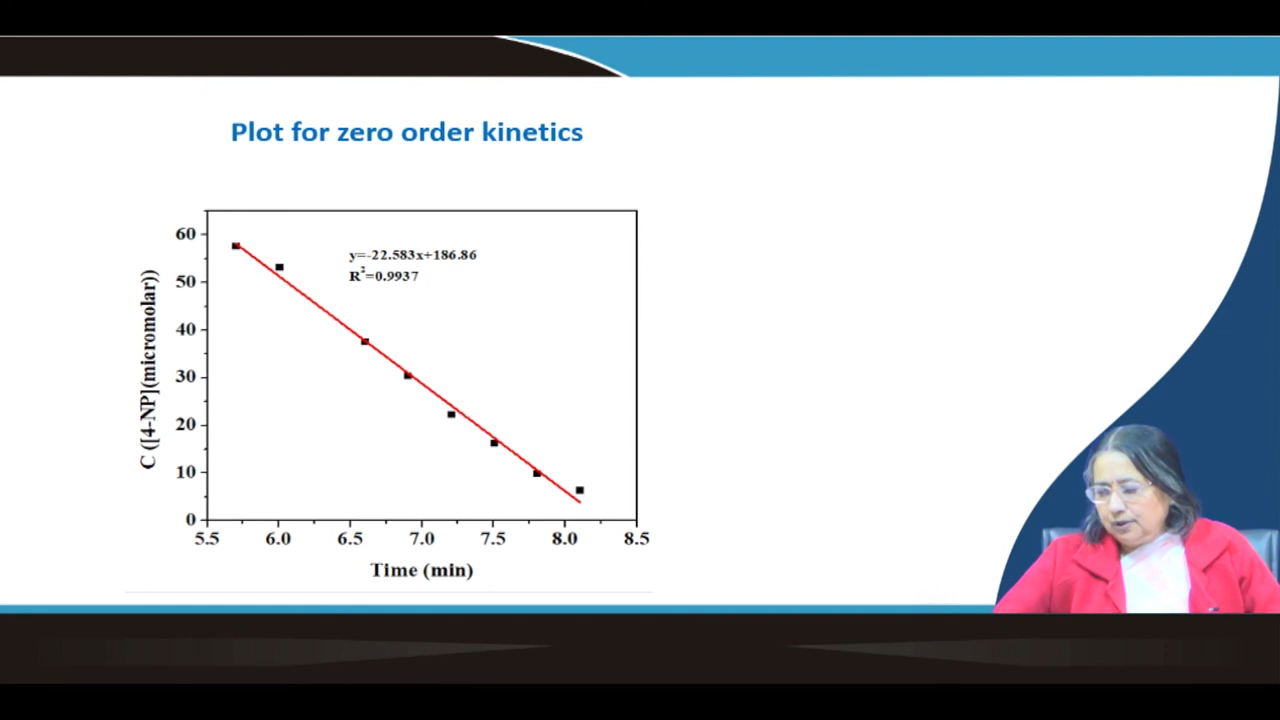 Plot for zero order kinetics
y=-22.583x+186.86
R²=0.9937
C ([4-NP](micromolar))
60
50
40
30
20
10
0
5.5 6.0 6.5 7.0 7.5 8.0 8.5
Time (min)